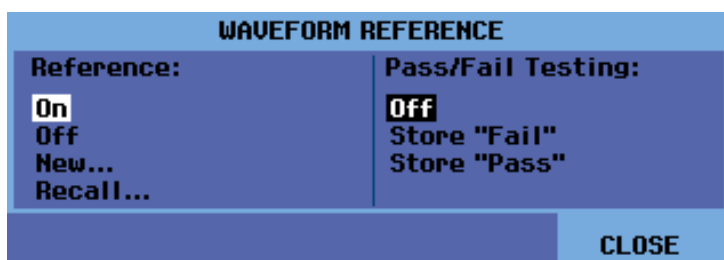 WAVEFORM REFERENCE
Reference:
On
Off
New...
Recall...
Pass/Fail Testing:
Off
Store "Fail"
Store "Pass"
CLOSE